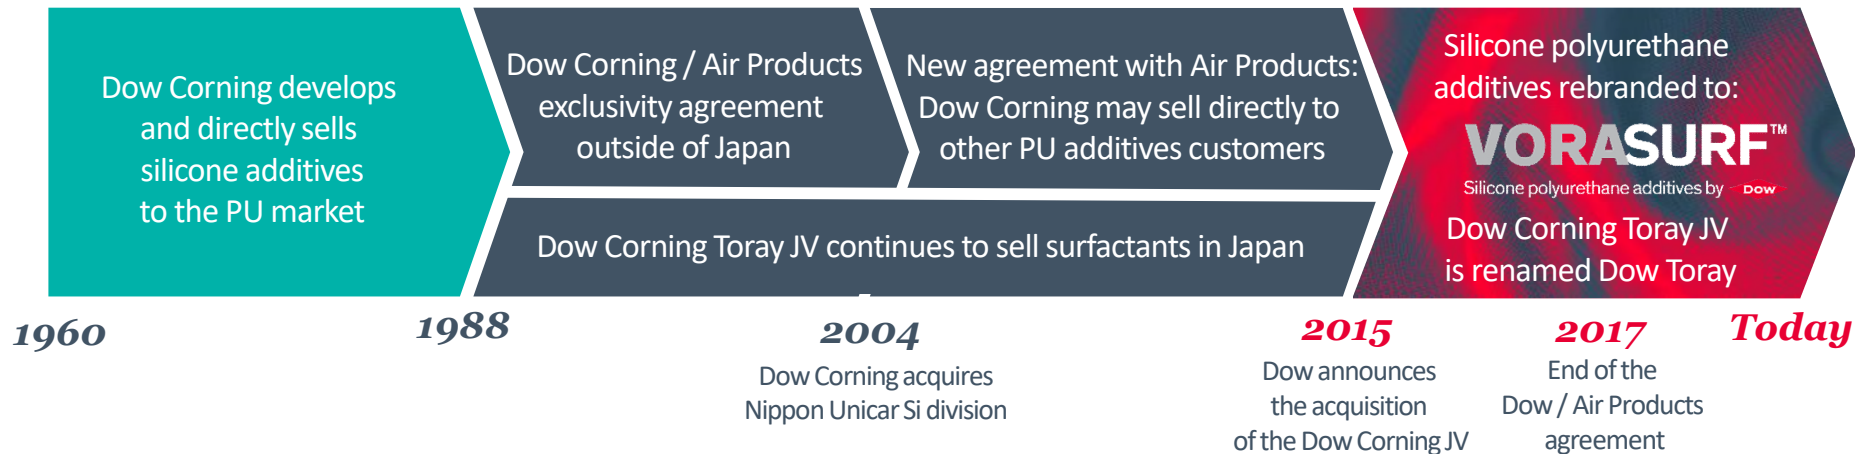 Dow Corning develops
and directly sells
silicone additives
to the PU market
Dow Corning / Air Products
exclusivity agreement
outside of Japan
New agreement with Air Products:
Dow Corning may sell directly to
other PU additives customers
Dow Corning Toray JV continues to sell surfactants in Japan
Silicone polyurethane
additives rebranded to:
VORASURF™
Silicone polyurethane additives by Dow
Dow Corning Toray JV
is renamed Dow Toray
1960
1988
2004
Dow Corning acquires
Nippon Unicar Si division
2015
Dow announces
the acquisition
of the Dow Corning JV
2017
End of the
Dow / Air Products
agreement
Today